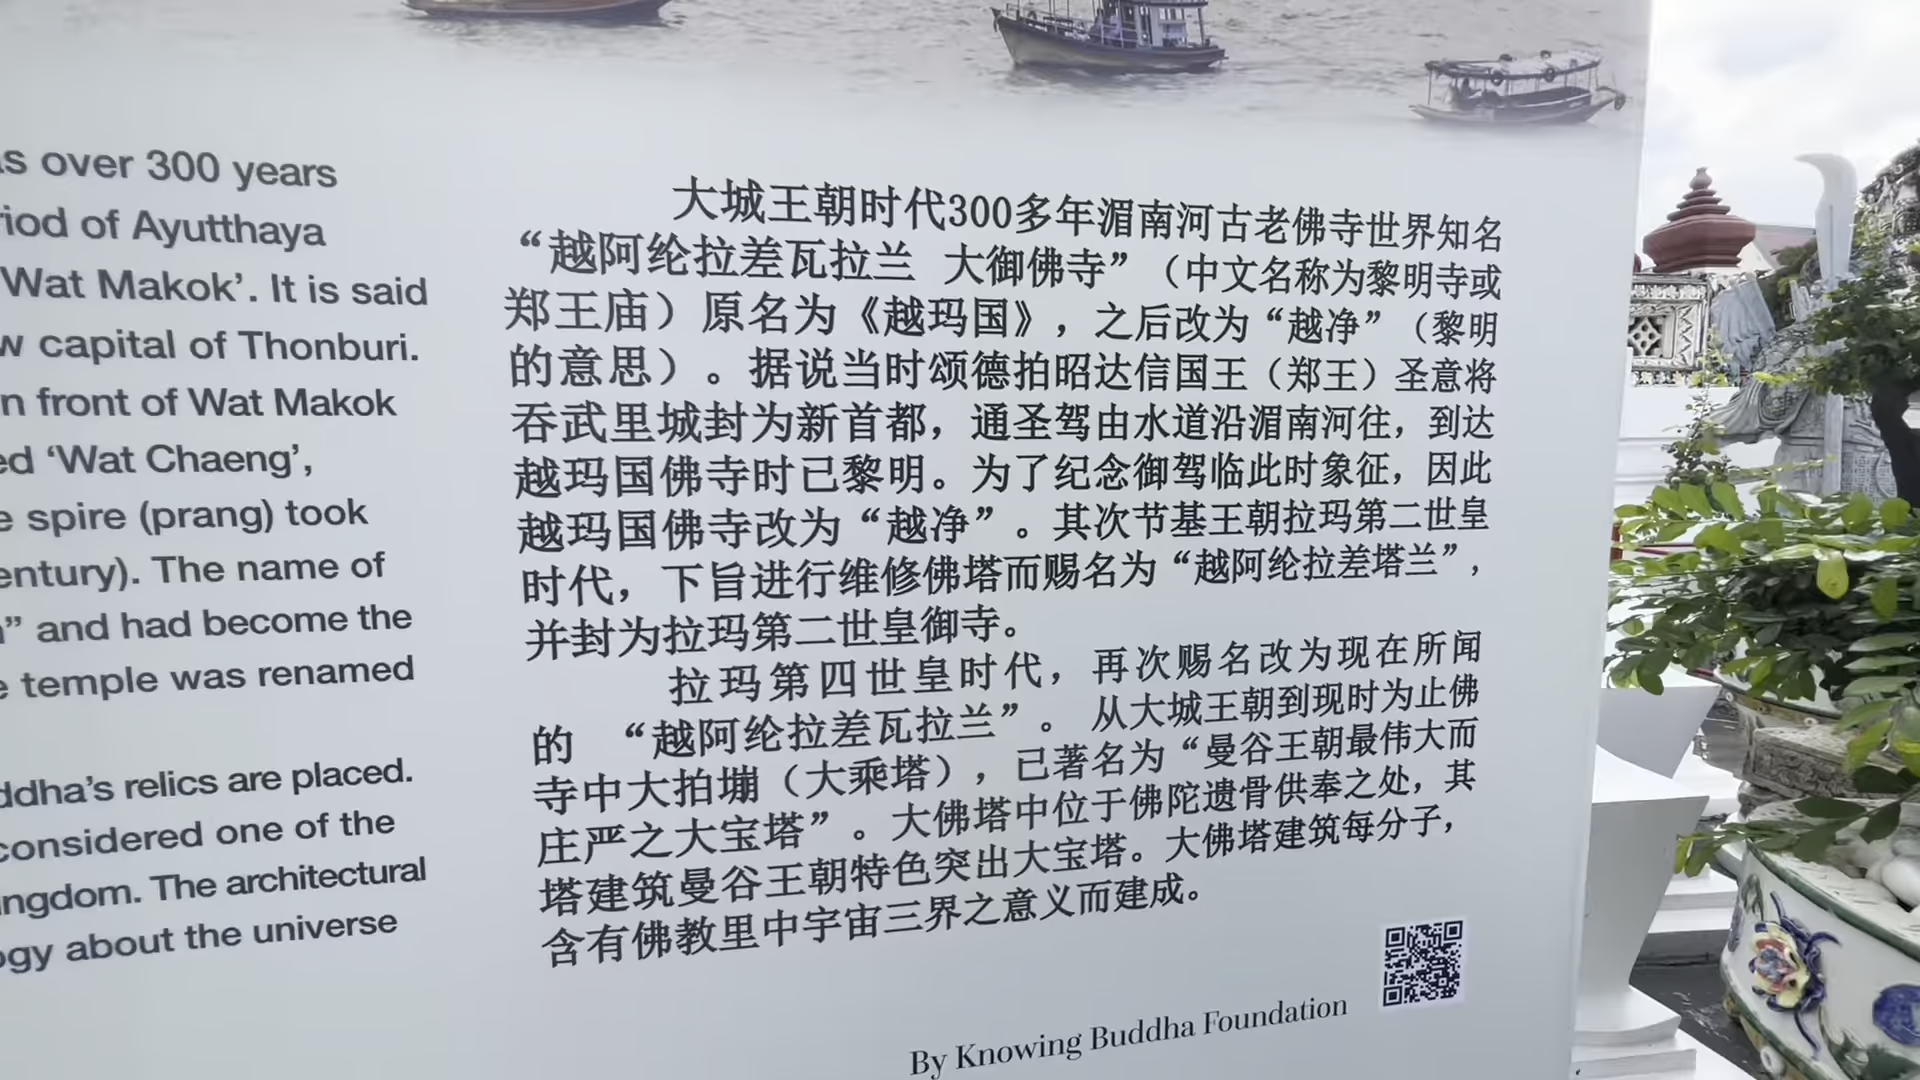 s over 300 years
riod of Ayutthaya
Wat Makok’. It is said
w capital of Thonburi.
n front of Wat Makok
ed ‘Wat Chaeng’,
e spire (prang) took
entury). The name of
” and had become the
e temple was renamed
ddha’s relics are placed.
considered one of the
ingdom. The architectural
ogy about the universe
大城王朝时代300多年湄南河古老佛寺世界知名
“越阿纶拉差瓦拉兰 大御佛寺”（中文名称为黎明寺或
郑王庙）原名为《越玛国》，之后改为“越净”（黎明
的意思）。据说当时颂德拍昭达信国王（郑王）圣意将
吞武里城封为新首都，通圣驾由水道沿湄南河往，到达
越玛国佛寺时已黎明。为了纪念御驾临此时象征，因此
越玛国佛寺改为“越净”。其次节基王朝拉玛第二世皇
时代，下旨进行维修佛塔而赐名为“越阿纶拉差塔兰”，
并封为拉玛第二世皇御寺。
拉玛第四世皇时代，再次赐名改为现在所闻
的 “越阿纶拉差瓦拉兰”。 从大城王朝到现时为止佛
寺中大拍塴（大乘塔），已著名为“曼谷王朝最伟大而
庄严之大宝塔”。大佛塔中位于佛陀遗骨供奉之处，其
塔建筑曼谷王朝特色突出大宝塔。大佛塔建筑每分子，
含有佛教里中宇宙三界之意义而建成。
By Knowing Buddha Foundation